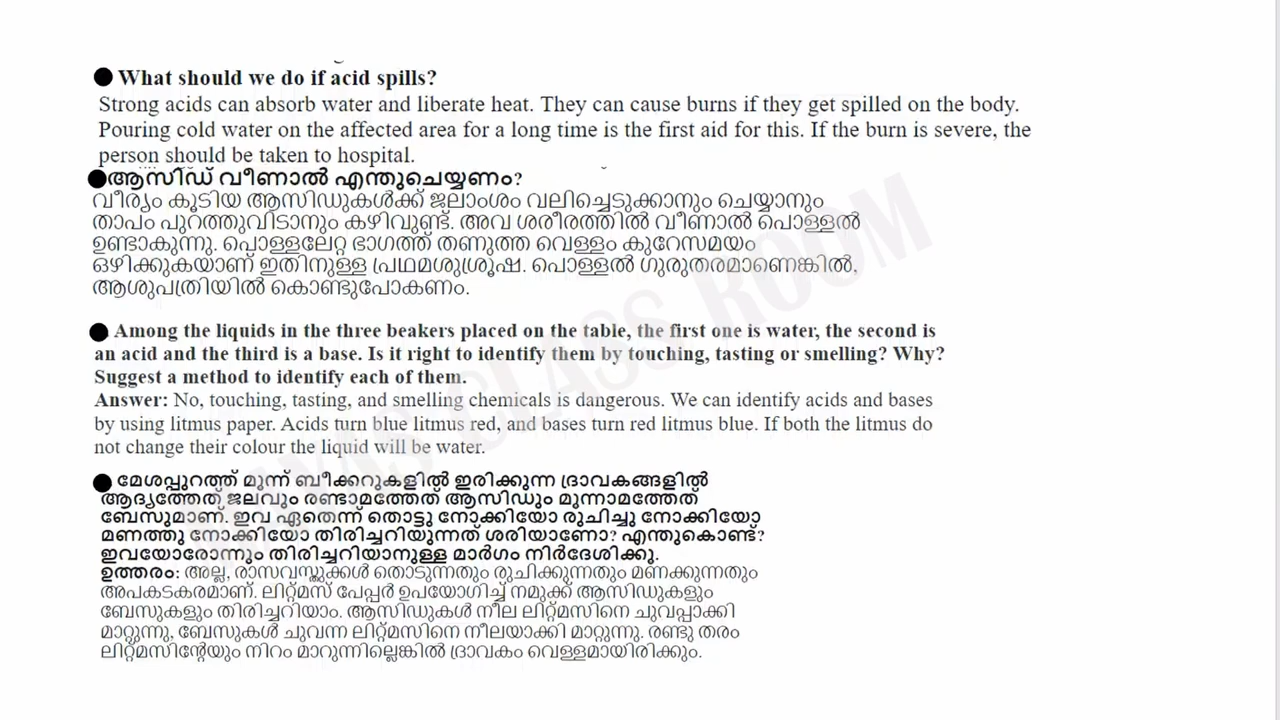 ● What should we do if acid spills?
Strong acids can absorb water and liberate heat. They can cause burns if they get spilled on the body.
Pouring cold water on the affected area for a long time is the first aid for this. If the burn is severe, the
person should be taken to hospital.
●ആസിഡ് വീണാൽ എന്തുചെയ്യണം?
വീര്യം കൂടിയ ആസിഡുകൾക്ക് ജലാംശം വലിച്ചെടുക്കാനും ചെയ്യാനും
താപം പുറത്തുവിടാനും കഴിവുണ്ട്. അവ ശരീരത്തിൽ വീണാൽ പൊള്ളൽ
ഉണ്ടാകുന്നു. പൊള്ളലേറ്റ ഭാഗത്ത് തണുത്ത വെള്ളം കുറേസമയം
ഒഴിക്കുകയാണ് ഇതിനുള്ള പ്രഥമശുശ്രൂഷ. പൊള്ളൽ ഗുരുതരമാണെങ്കിൽ,
ആശുപത്രിയിൽ കൊണ്ടുപോകണം.
● Among the liquids in the three beakers placed on the table, the first one is water, the second is
an acid and the third is a base. Is it right to identify them by touching, tasting or smelling? Why?
Suggest a method to identify each of them.
Answer: No, touching, tasting, and smelling chemicals is dangerous. We can identify acids and bases
by using litmus paper. Acids turn blue litmus red, and bases turn red litmus blue. If both the litmus do
not change their colour the liquid will be water.
● മേശപ്പുറത്ത് മൂന്ന് ബീക്കറുകളിൽ ഇരിക്കുന്ന ദ്രാവകങ്ങളിൽ
ആദ്യത്തേത് ജലവും രണ്ടാമത്തേത് ആസിഡും മൂന്നാമത്തേത്
ബേസുമാണ്. ഇവ ഏതെന്ന് തൊട്ടു നോക്കിയോ രുചിച്ചു നോക്കിയോ
മണത്തു നോക്കിയോ തിരിച്ചറിയുന്നത് ശരിയാണോ? എന്തുകൊണ്ട്?
ഇവയോരോന്നും തിരിച്ചറിയാനുള്ള മാർഗം നിർദേശിക്കൂ.
ഉത്തരം: അല്ല, രാസവസ്തുക്കൾ തൊടുന്നതും രുചിക്കുന്നതും മണക്കുന്നതും
അപകടകരമാണ്. ലിറ്റ്മസ് പേപ്പർ ഉപയോഗിച്ച് നമുക്ക് ആസിഡുകളും
ബേസുകളും തിരിച്ചറിയാം. ആസിഡുകൾ നീല ലിറ്റ്മസിനെ ചുവപ്പാക്കി
മാറ്റുന്നു, ബേസുകൾ ചുവന്ന ലിറ്റ്മസിനെ നീലയാക്കി മാറ്റുന്നു. രണ്ടു തരം
ലിറ്റ്മസിന്റേയും നിറം മാറുന്നില്ലെങ്കിൽ ദ്രാവകം വെള്ളമായിരിക്കും.
CLASS ROOM